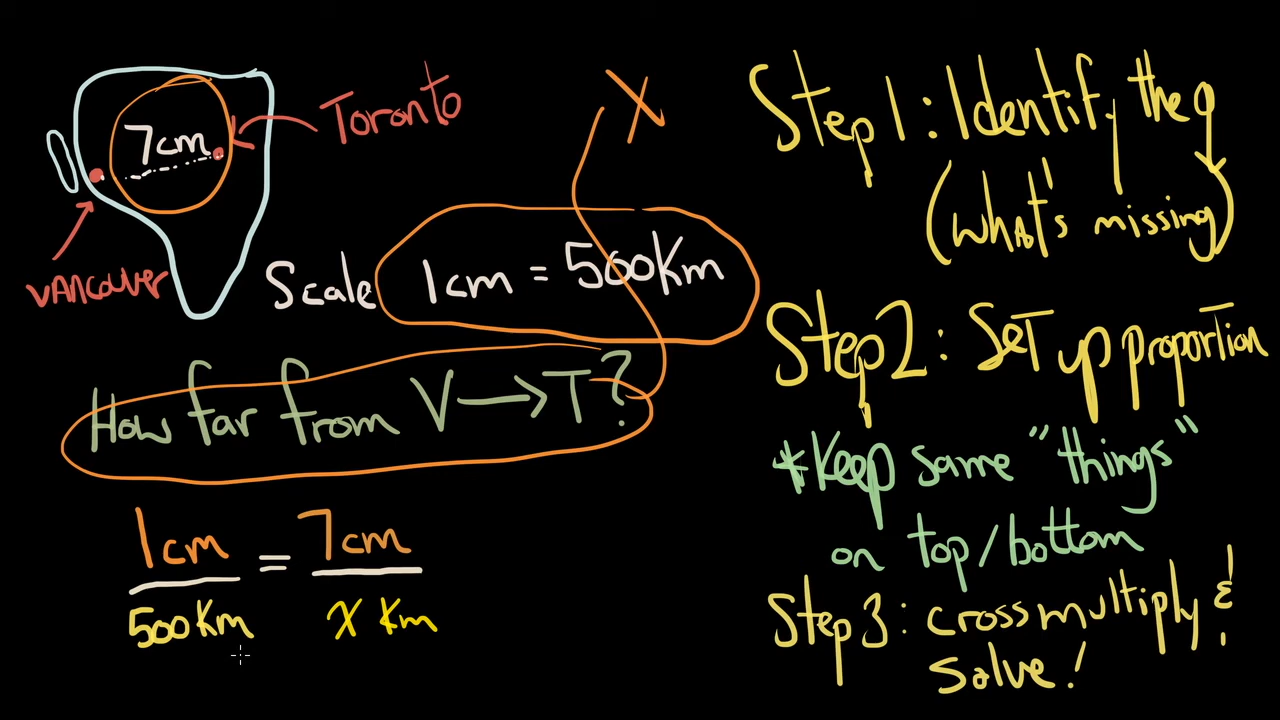 7cm
Toronto
Vancouver
X
Scale 1cm = 500Km
How far from V → T?
1cm = 7cm
500Km x Km
Step 1: Identify the q
(what's missing)
Step 2: Set up proportion
*Keep same "things"
on top/bottom
Step 3: cross multiply &
Solve!